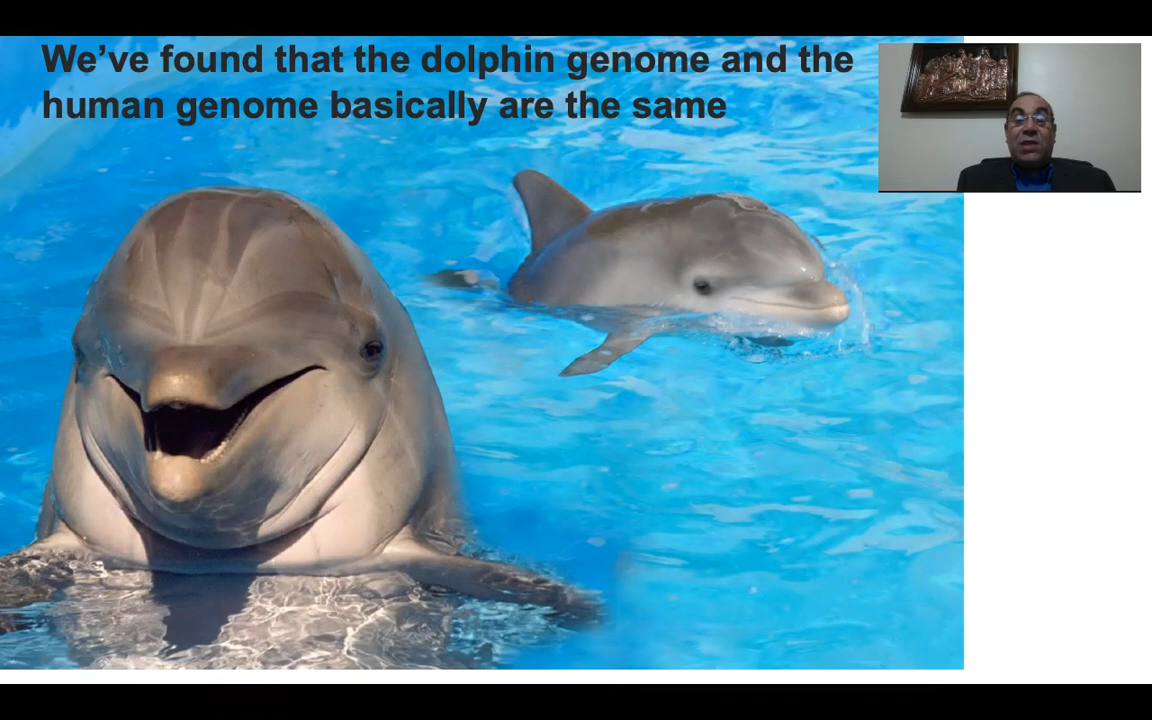 We’ve found that the dolphin genome and the
human genome basically are the same